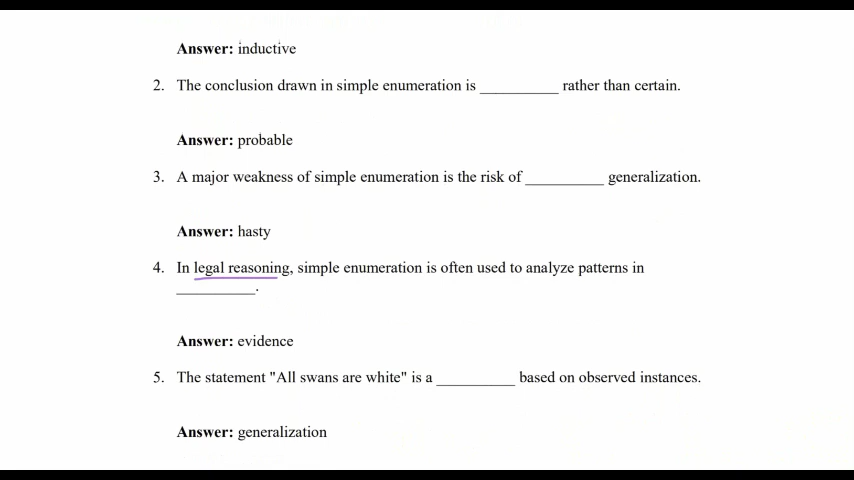 Answer: inductive
2. The conclusion drawn in simple enumeration is __________ rather than certain.
Answer: probable
3. A major weakness of simple enumeration is the risk of __________ generalization.
Answer: hasty
4. In legal reasoning, simple enumeration is often used to analyze patterns in
__________.
Answer: evidence
5. The statement "All swans are white" is a __________ based on observed instances.
Answer: generalization